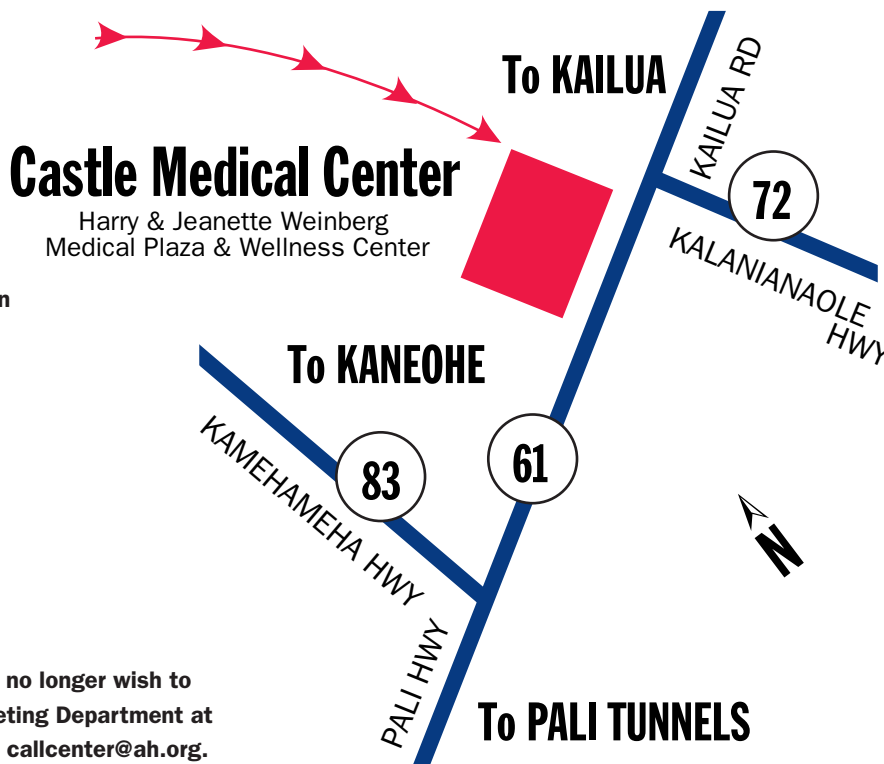 To KAILUA
KAILUA RD
Castle Medical Center
Harry & Jeanette Weinberg
Medical Plaza & Wellness Center
72
KALANIANAOLE
HWY
n
To KANEOHE
KAMEHAMEHA HWY
83
61
N
PALI HWY
To PALI TUNNELS
no longer wish to
eting Department at
callcenter@ah.org.